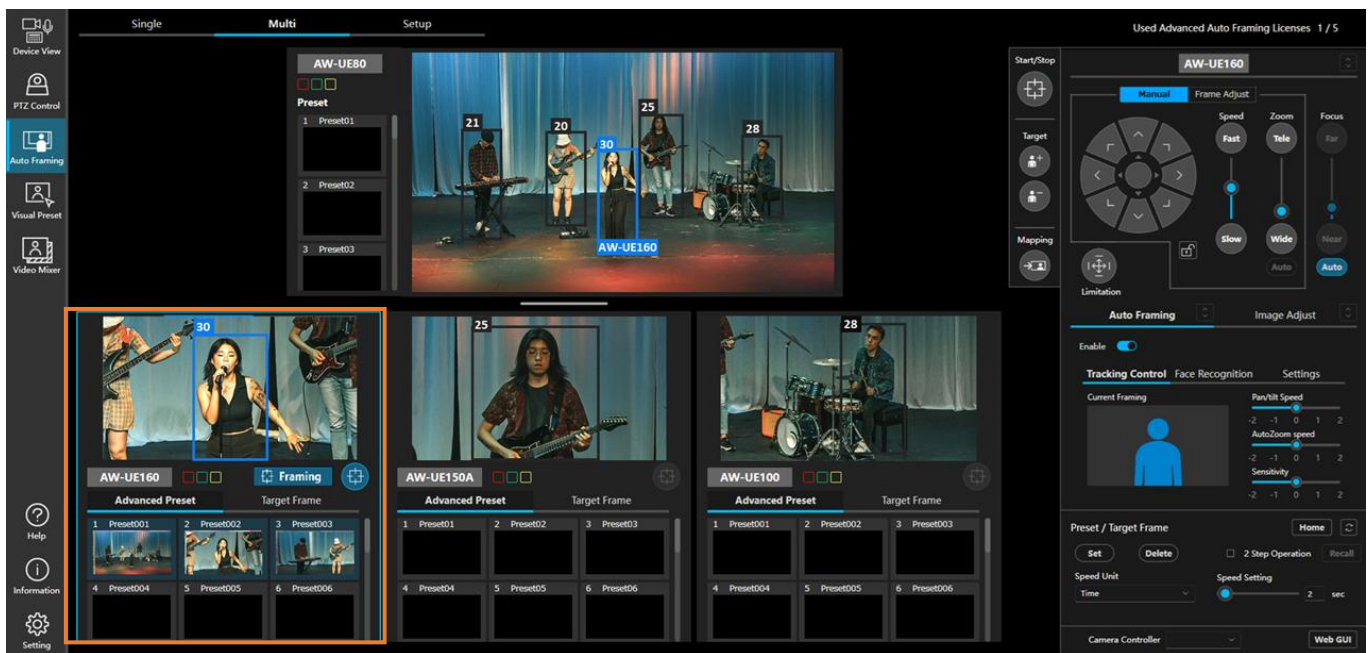 Single Multi Setup
Used Advanced Auto Framing Licenses 1 / 5
Device View
PTZ Control
Auto Framing
Visual Preset
Video Mixer
Help
Information
Setting
AW-UE80
Preset
1 Preset01
2 Preset02
3 Preset03
21
20
30
25
28
AW-UE160
Start/Stop
Target
Mapping
30
AW-UE160
Framing
Advanced Preset Target Frame
1 Preset001 2 Preset002 3 Preset003
4 Preset004 5 Preset005 6 Preset006
25
AW-UE150A
Advanced Preset Target Frame
1 Preset01 2 Preset02 3 Preset03
4 Preset04 5 Preset05 6 Preset06
28
AW-UE100
Advanced Preset Target Frame
1 Preset001 2 Preset002 3 Preset003
4 Preset004 5 Preset005 6 Preset006
AW-UE160
Manual Frame Adjust
Speed Zoom Focus
Fast Tele Far
Slow Wide Near
Auto Auto
Limitation
Auto Framing Image Adjust
Enable
Tracking Control Face Recognition Settings
Current Framing
Pan/tilt Speed
-2 -1 0 1 2
AutoZoom speed
-2 -1 0 1 2
Sensitivity
-2 -1 0 1 2
Preset / Target Frame Home
Set Delete 2 Step Operation Recall
Speed Unit Speed Setting
Time 2 sec
Camera Controller Web GUI